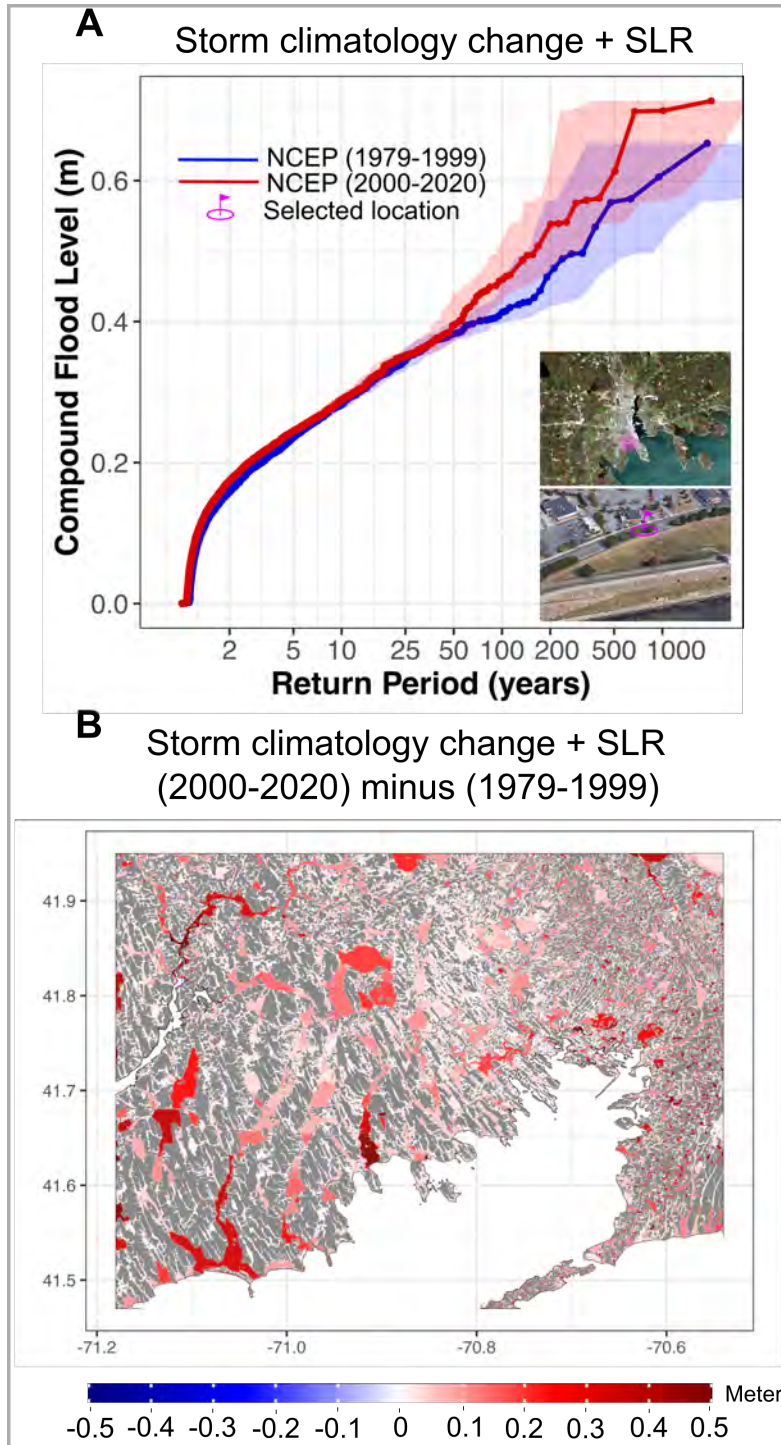 A
Storm climatology change + SLR
Compound Flood Level (m)
0.6
0.4
0.2
0.0
NCEP (1979-1999)
NCEP (2000-2020)
Selected location
2 5 10 25 50 100 200 500 1000
Return Period (years)
B
Storm climatology change + SLR
(2000-2020) minus (1979-1999)
41.9
41.8
41.7
41.6
41.5
-71.2 -71.0 -70.8 -70.6
Meter
-0.5 -0.4 -0.3 -0.2 -0.1 0 0.1 0.2 0.3 0.4 0.5